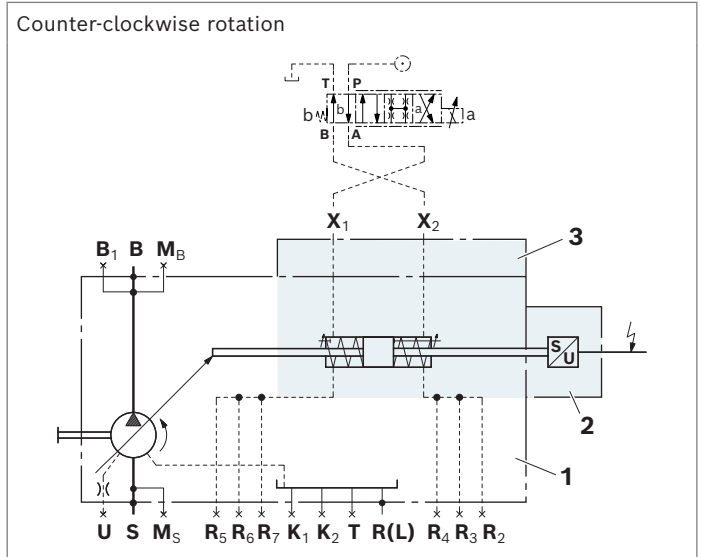 Counter-clockwise rotation
T P
b b a a
B A
X1 X2
B1 B MB
3
S
U
2
1
U S MS R5 R6 R7 K1 K2 T R(L) R4 R3 R2